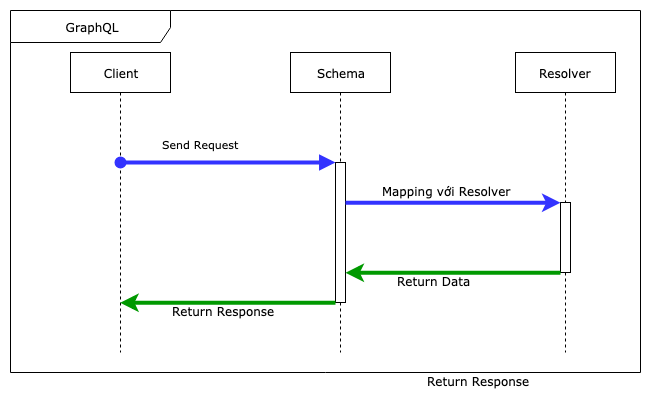 GraphQL
Client
Schema
Resolver
Send Request
Mapping với Resolver
Return Data
Return Response
Return Response